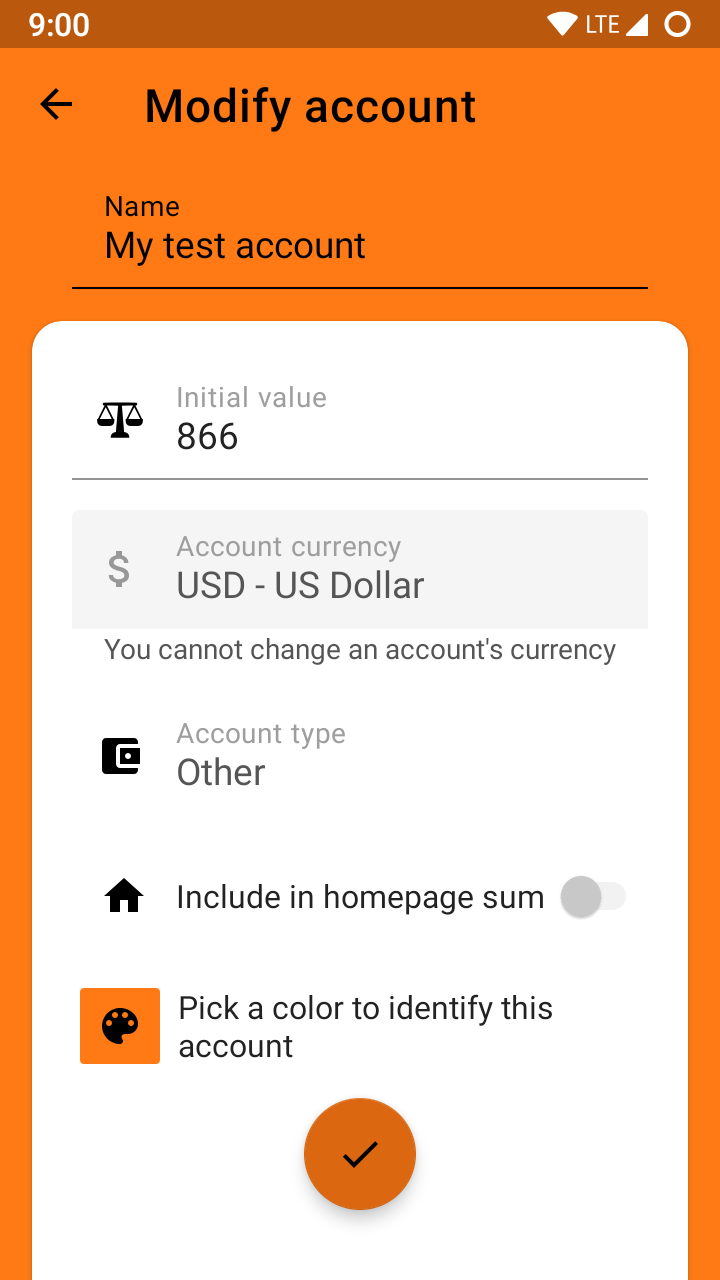 9:00 LTE
Modify account
Name
My test account
Initial value
866
$
Account currency
USD - US Dollar
You cannot change an account's currency
Account type
Other
Include in homepage sum
Pick a color to identify this
account